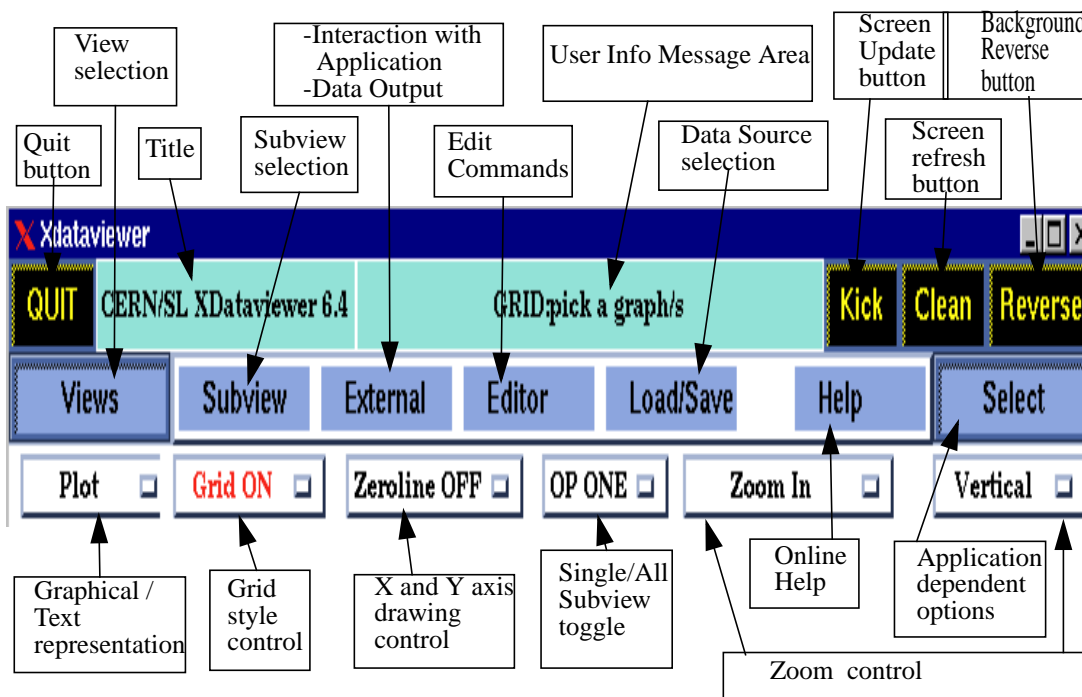 View
selection
-Interaction with
Application
-Data Output
User Info Message Area
Screen
Update
button
Background
Reverse
button
Quit
button
Title
Subview
selection
Edit
Commands
Data Source
selection
Screen
refresh
button
Xdataviewer
QUIT
CERN/SL XDataviewer 6.4
GRID:pick a graph/s
Kick
Clean
Reverse
Views
Subview
External
Editor
Load/Save
Help
Select
Plot
Grid ON
Zeroline OFF
OP ONE
Zoom In
Vertical
Graphical /
Text
representation
Grid
style
control
X and Y axis
drawing
control
Single/All
Subview
toggle
Online
Help
Application
dependent
options
Zoom control